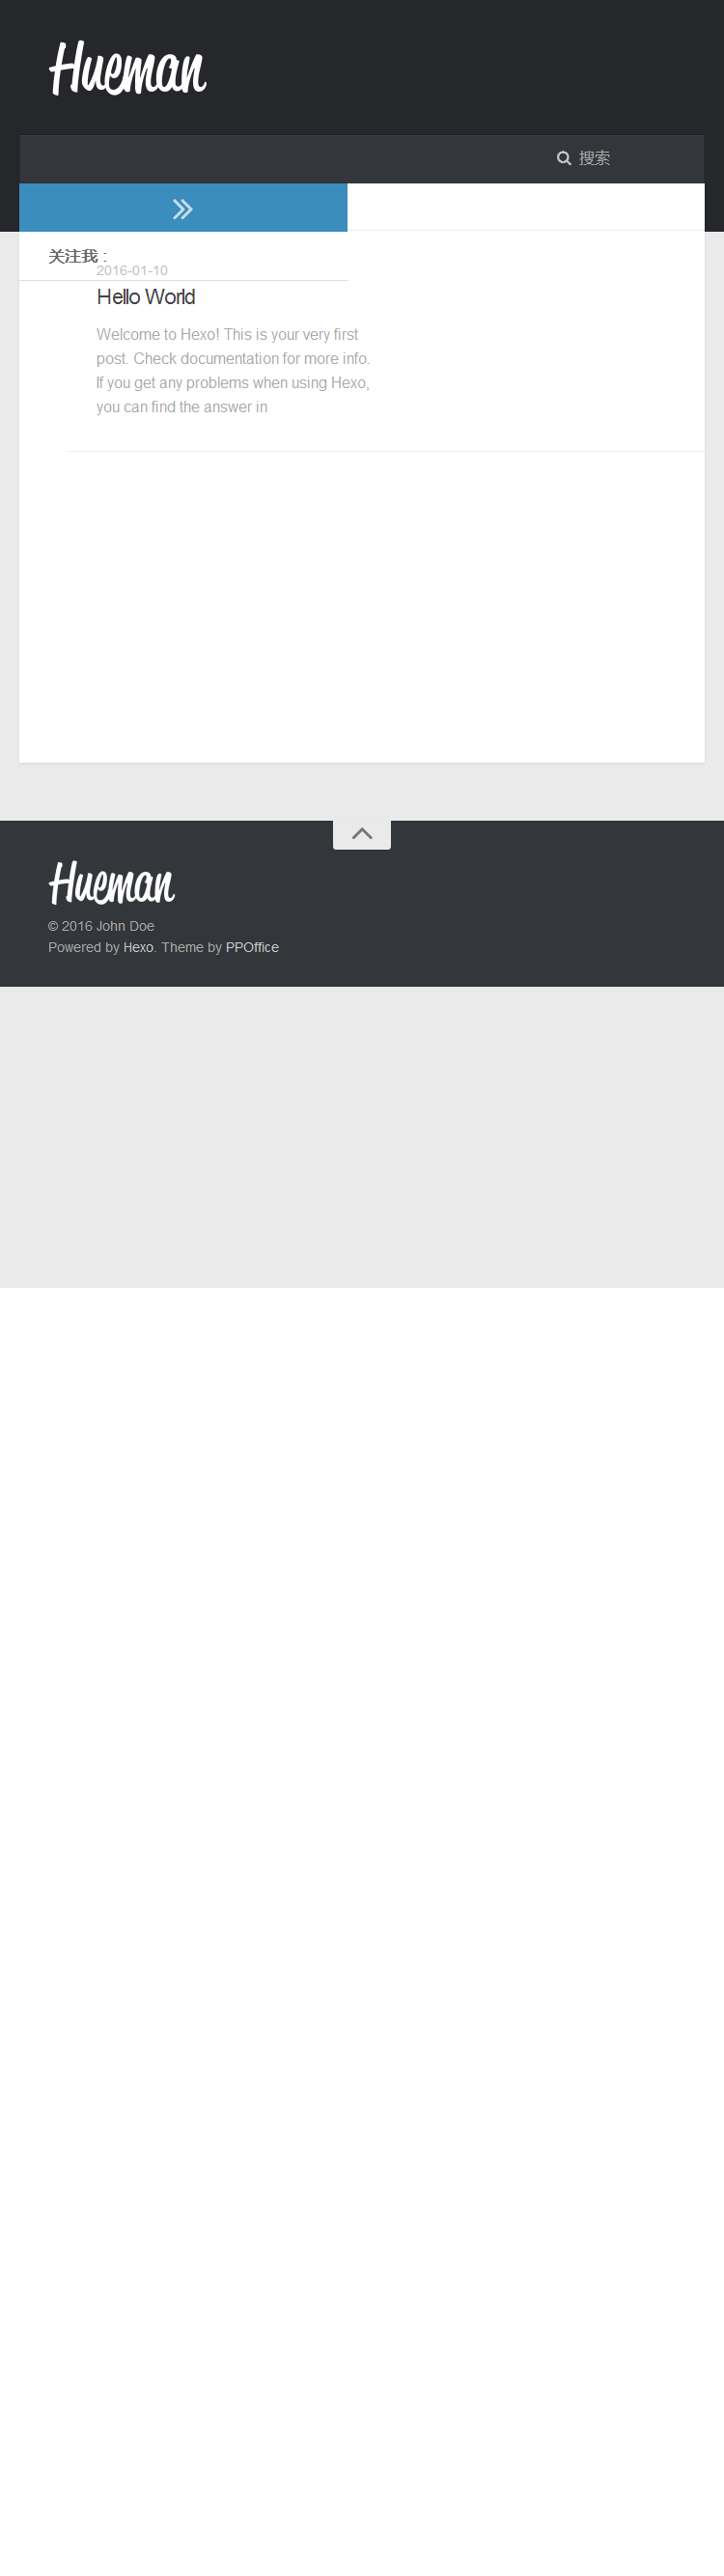 Hueman
搜索
关注我 :
2016-01-10
Hello World
Welcome to Hexo! This is your very first
post. Check documentation for more info.
If you get any problems when using Hexo,
you can find the answer in
Hueman
© 2016 John Doe
Powered by Hexo. Theme by PPOffice